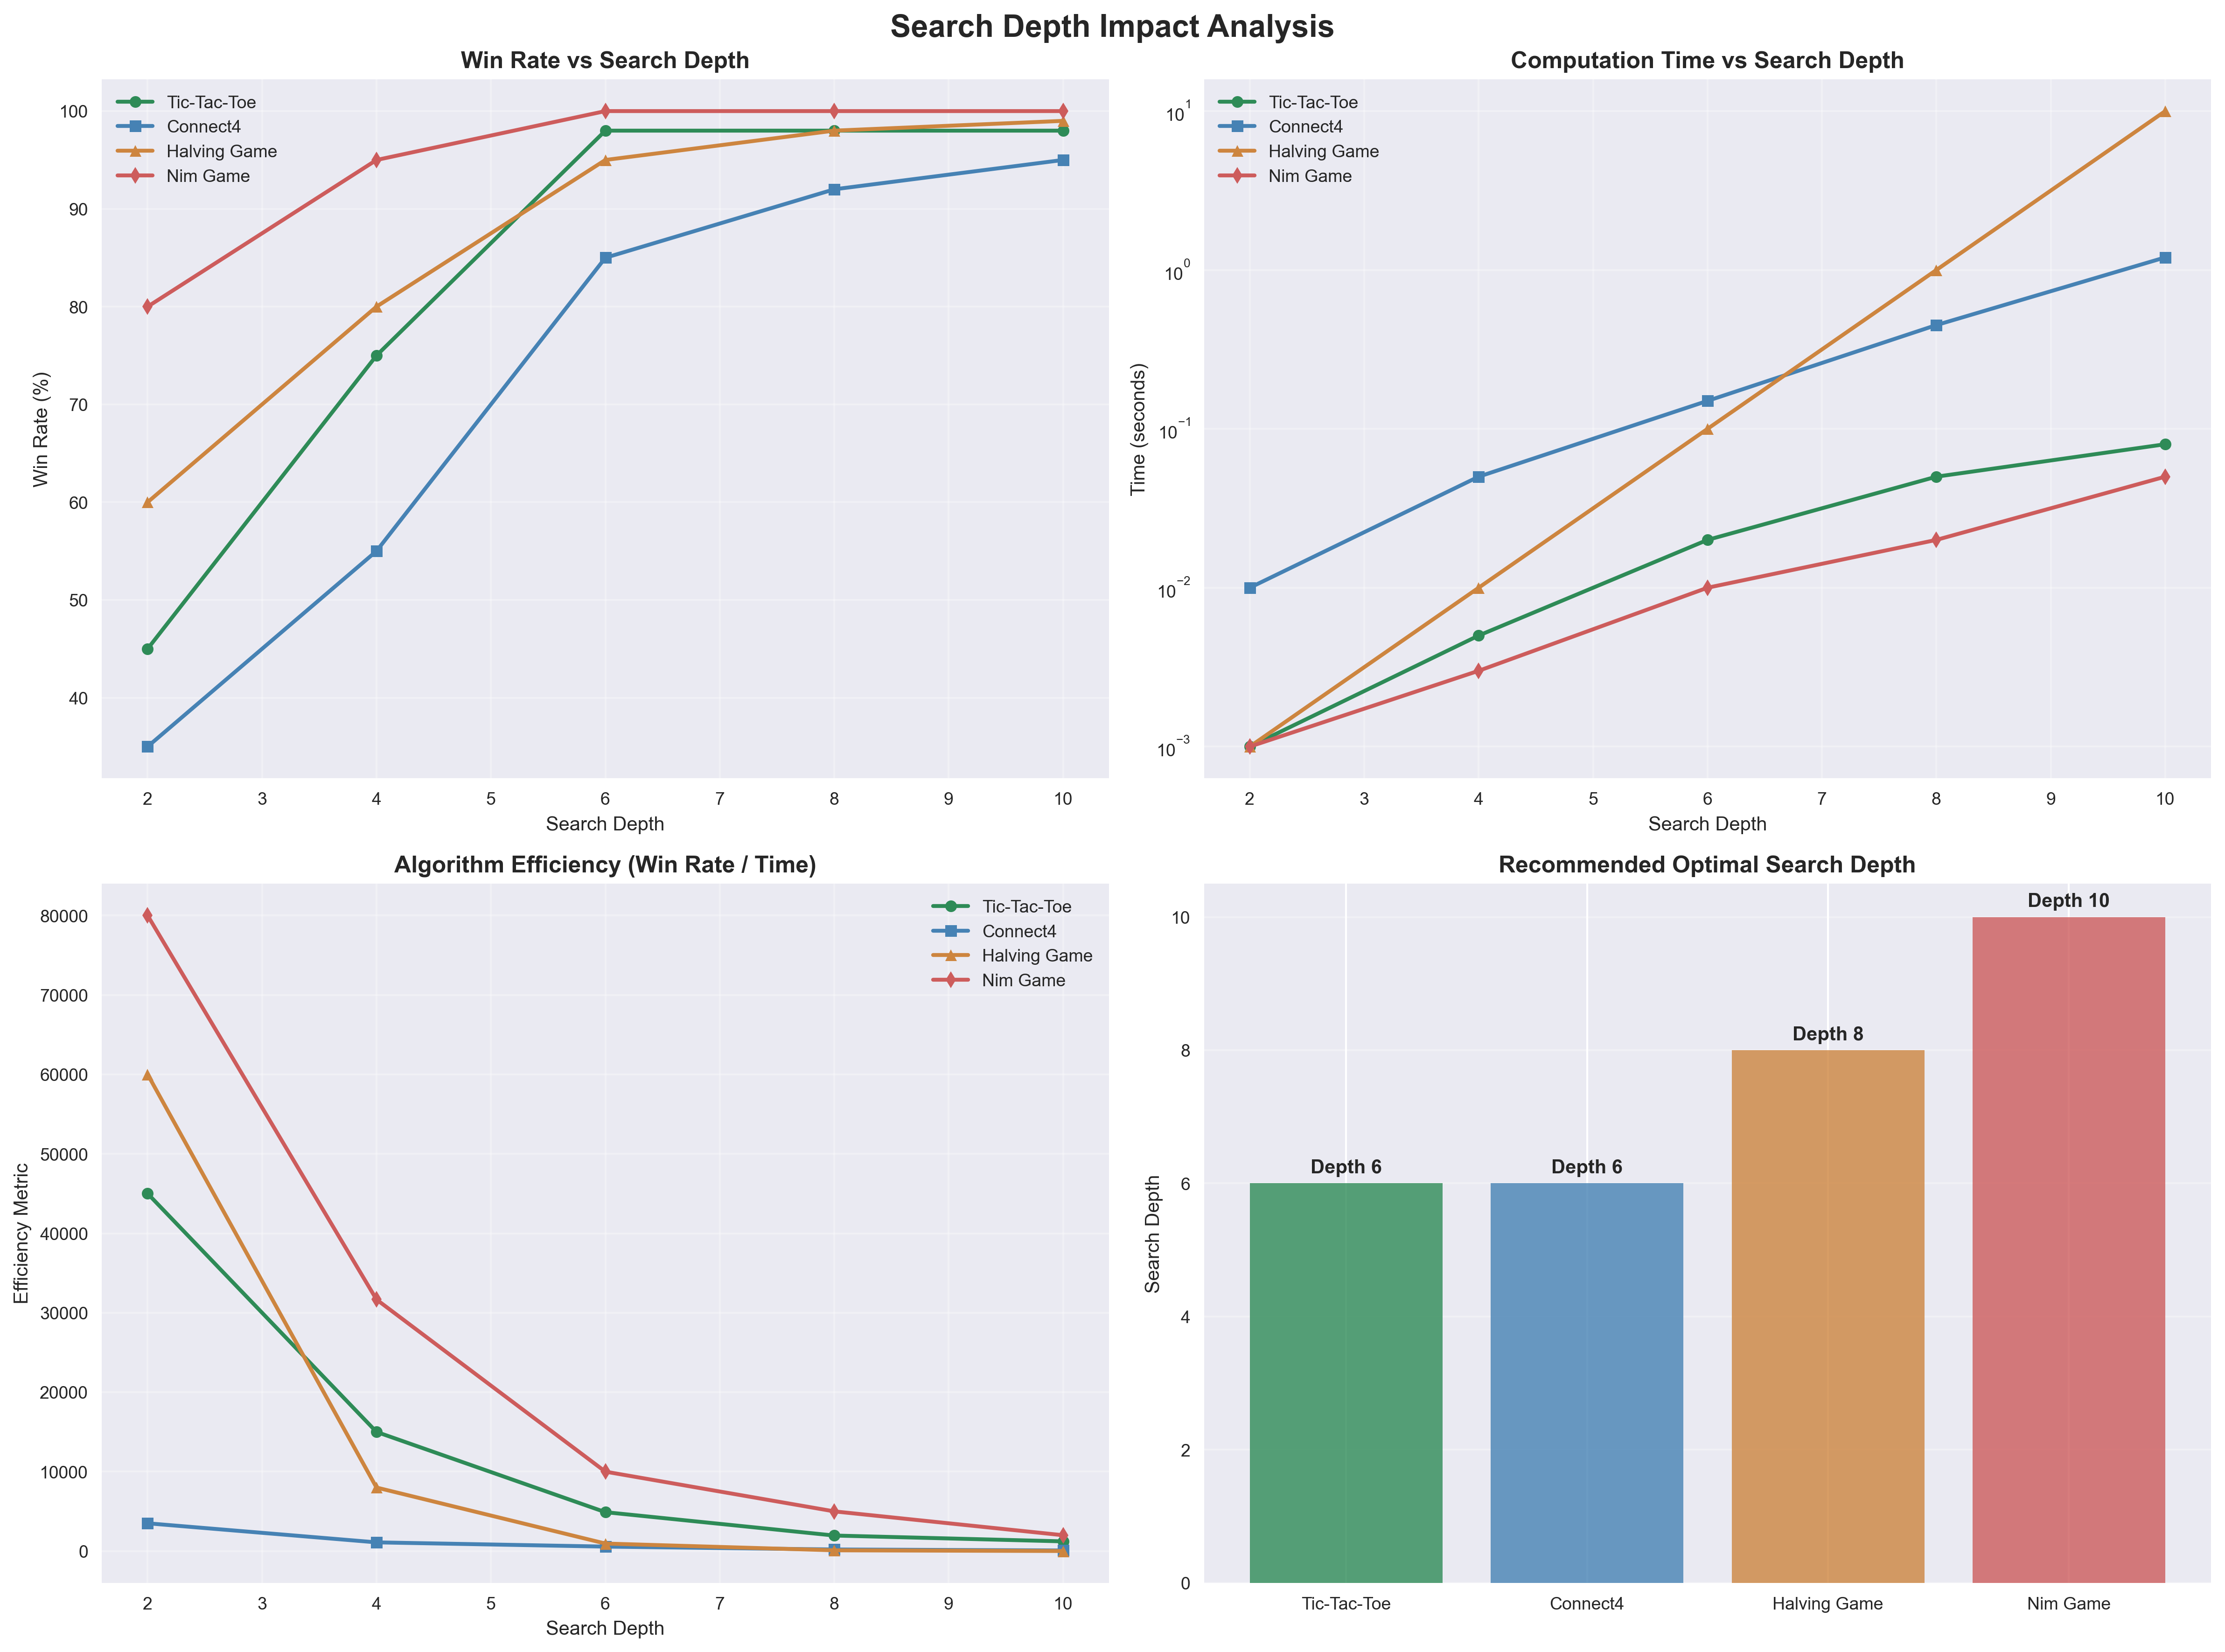 Search Depth Impact Analysis
Win Rate vs Search Depth
Tic-Tac-Toe
Connect4
Halving Game
Nim Game
100
90
80
70
60
50
40
Win Rate (%)
2 3 4 5 6 7 8 9 10
Search Depth
Computation Time vs Search Depth
Tic-Tac-Toe
Connect4
Halving Game
Nim Game
10¹
10⁰
10⁻¹
10⁻²
10⁻³
Time (seconds)
2 3 4 5 6 7 8 9 10
Search Depth
Algorithm Efficiency (Win Rate / Time)
Tic-Tac-Toe
Connect4
Halving Game
Nim Game
80000
70000
60000
50000
40000
30000
20000
10000
0
Efficiency Metric
2 3 4 5 6 7 8 9 10
Search Depth
Recommended Optimal Search Depth
Depth 6
Depth 6
Depth 8
Depth 10
10
8
6
4
2
0
Search Depth
Tic-Tac-Toe Connect4 Halving Game Nim Game